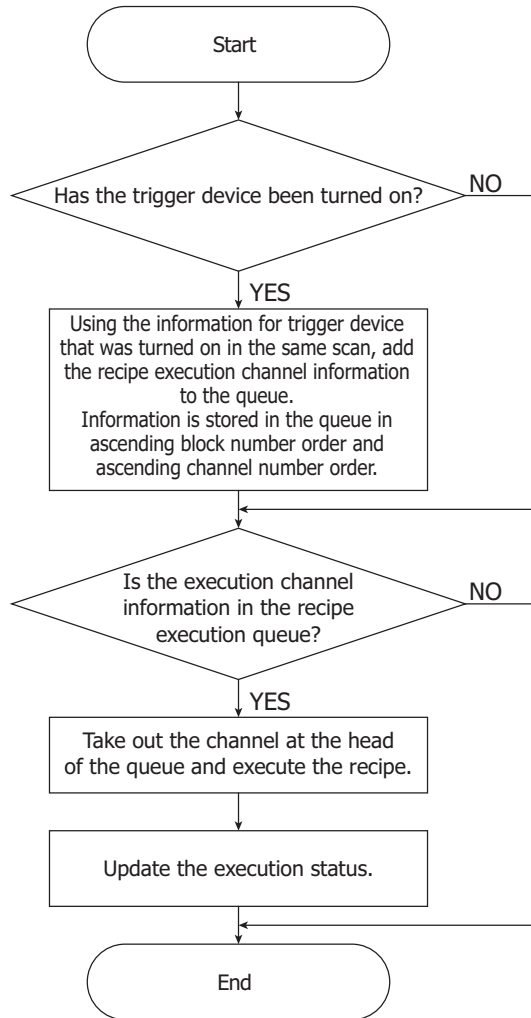 Start
Has the trigger device been turned on?
NO
YES
Using the information for trigger device
that was turned on in the same scan, add
the recipe execution channel information
to the queue.
Information is stored in the queue in
ascending block number order and
ascending channel number order.
Is the execution channel
information in the recipe
execution queue?
NO
YES
Take out the channel at the head
of the queue and execute the recipe.
Update the execution status.
End